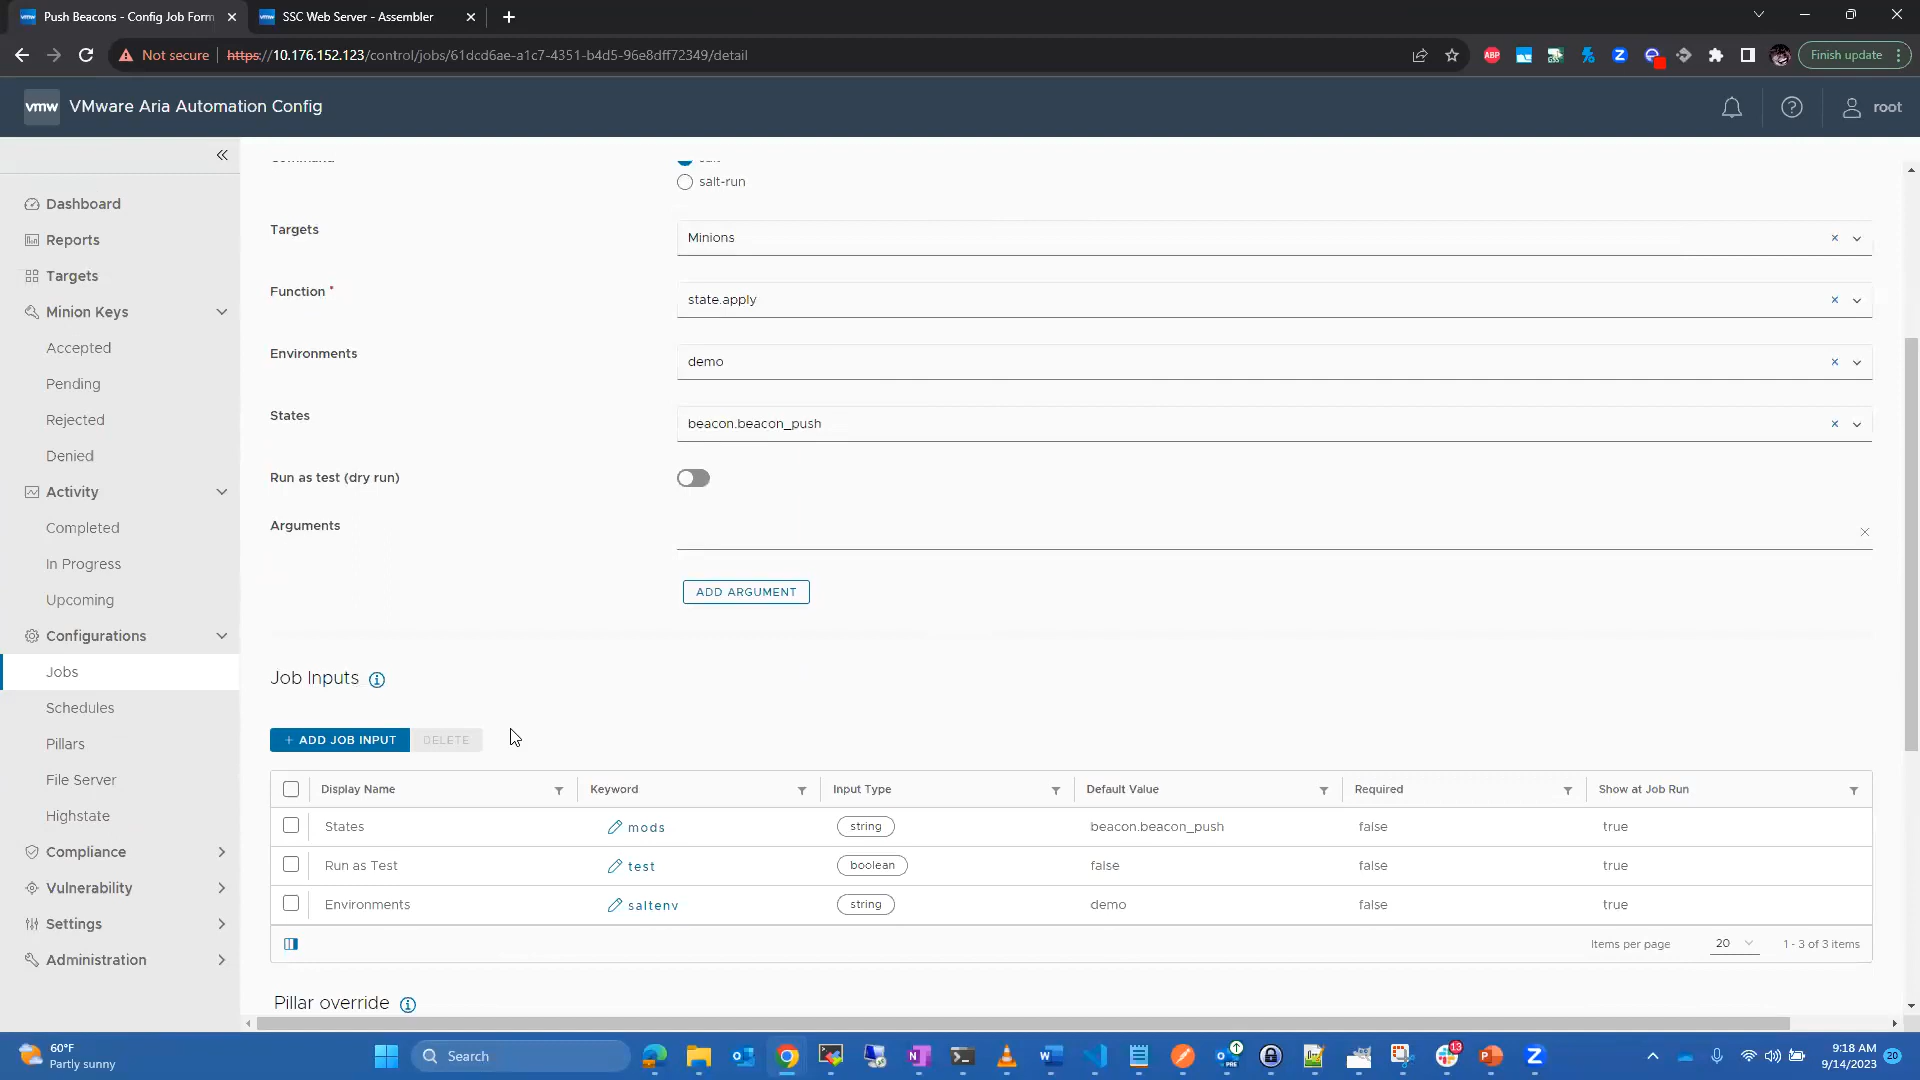 Push Beacons - Config Job Form
SSC Web Server - Assembler
Not secure https://10.176.152.123/control/jobs/61dcd6ae-a1c7-4351-b4d5-96e8dff72349/detail
ABP
Finish update
vmw VMware Aria Automation Config
root
Dashboard
Reports
Targets
Minion Keys
Accepted
Pending
Rejected
Denied
Activity
Completed
In Progress
Upcoming
Configurations
Jobs
Schedules
Pillars
File Server
Highstate
Compliance
Vulnerability
Settings
Administration
salt-run
Targets Minions
Function * state.apply
Environments demo
States beacon.beacon_push
Run as test (dry run)
Arguments
ADD ARGUMENT
Job Inputs
+ ADD JOB INPUT DELETE
Display Name Keyword Input Type Default Value Required Show at Job Run
States mods string beacon.beacon_push false true
Run as Test test boolean false false true
Environments saltenv string demo false true
Items per page 20 1 - 3 of 3 items
Pillar override
60°F
Partly sunny
Search
PRE
13
9:18 AM
9/14/2023
20